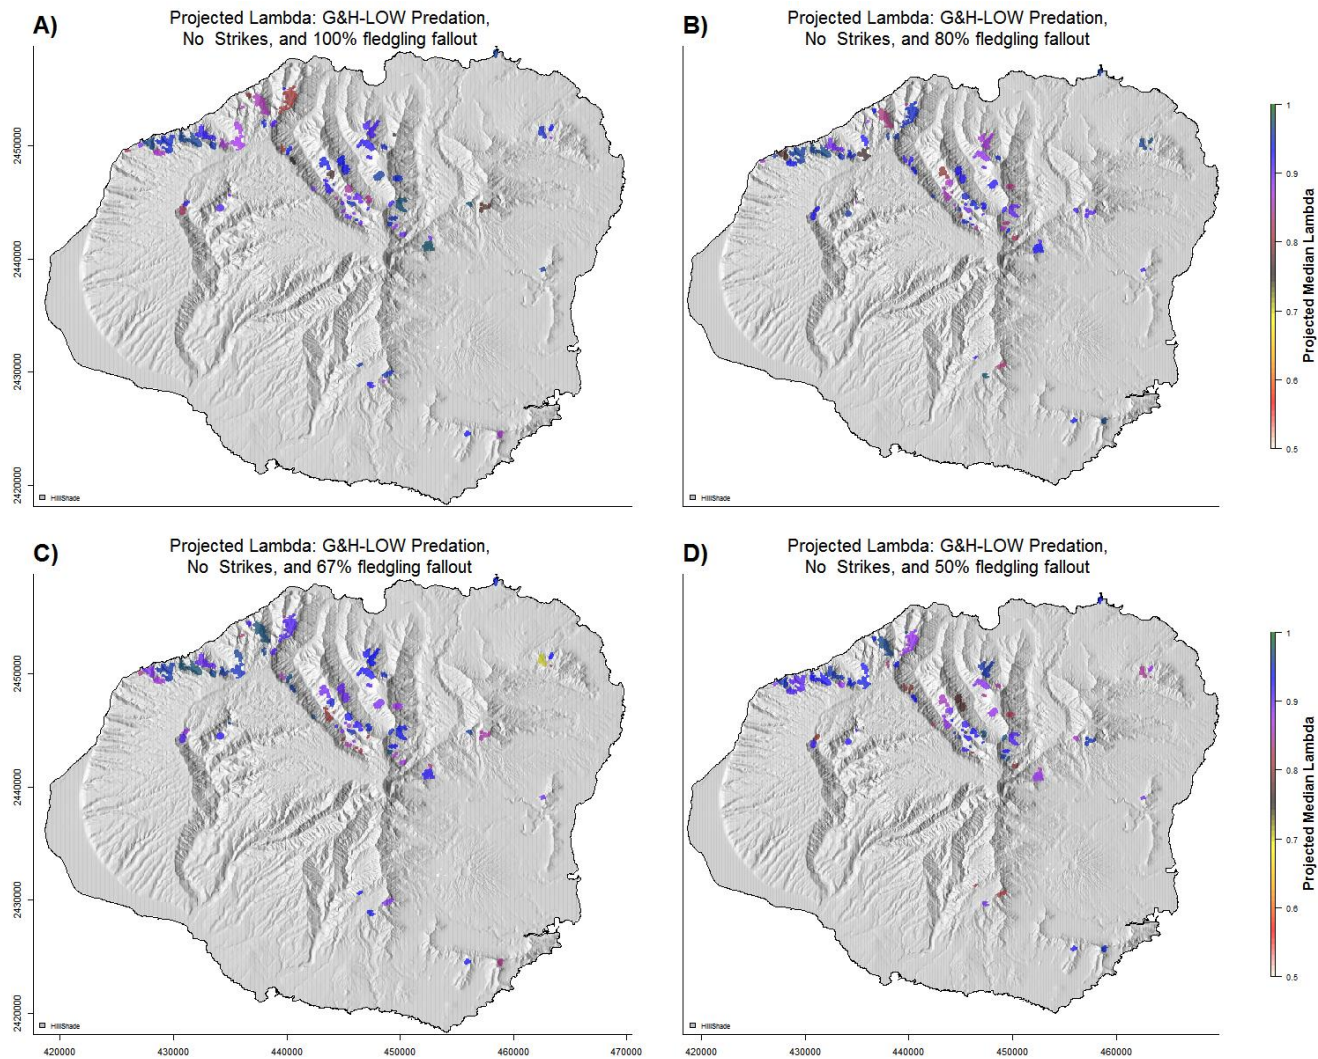 A)
Projected Lambda: G&H-LOW Predation,
No Strikes, and 100% fledgling fallout
2450000
2440000
2430000
2420000
HillShade
B)
Projected Lambda: G&H-LOW Predation,
No Strikes, and 80% fledgling fallout
HillShade
1
0.9
0.8
0.7
0.6
0.5
Projected Median Lambda
C)
Projected Lambda: G&H-LOW Predation,
No Strikes, and 67% fledgling fallout
2450000
2440000
2430000
2420000
HillShade
420000 430000 440000 450000 460000 470000
D)
Projected Lambda: G&H-LOW Predation,
No Strikes, and 50% fledgling fallout
HillShade
420000 430000 440000 450000 460000
1
0.9
0.8
0.7
0.6
0.5
Projected Median Lambda